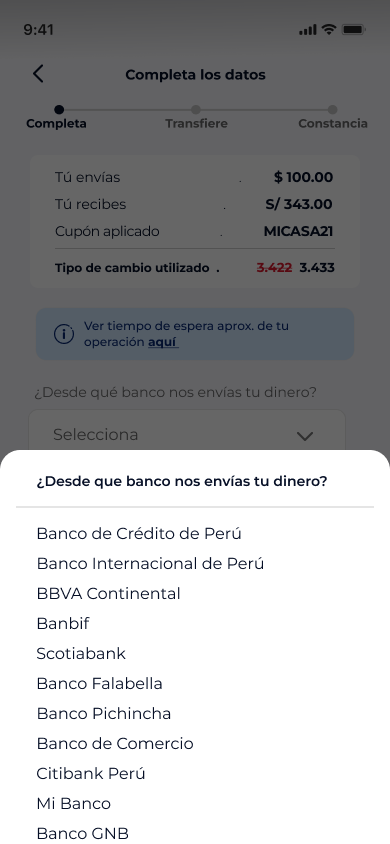 9:41
Completa los datos
Completa Transfiere Constancia
Tú envías . $ 100.00
Tú recibes . S/ 343.00
Cupón aplicado . MICASA21
Tipo de cambio utilizado . 3.422 3.433
Ver tiempo de espera aprox. de tu
operación aquí
¿Desde qué banco nos envías tu dinero?
Selecciona
¿Desde que banco nos envías tu dinero?
Banco de Crédito de Perú
Banco Internacional de Perú
BBVA Continental
Banbif
Scotiabank
Banco Falabella
Banco Pichincha
Banco de Comercio
Citibank Perú
Mi Banco
Banco GNB